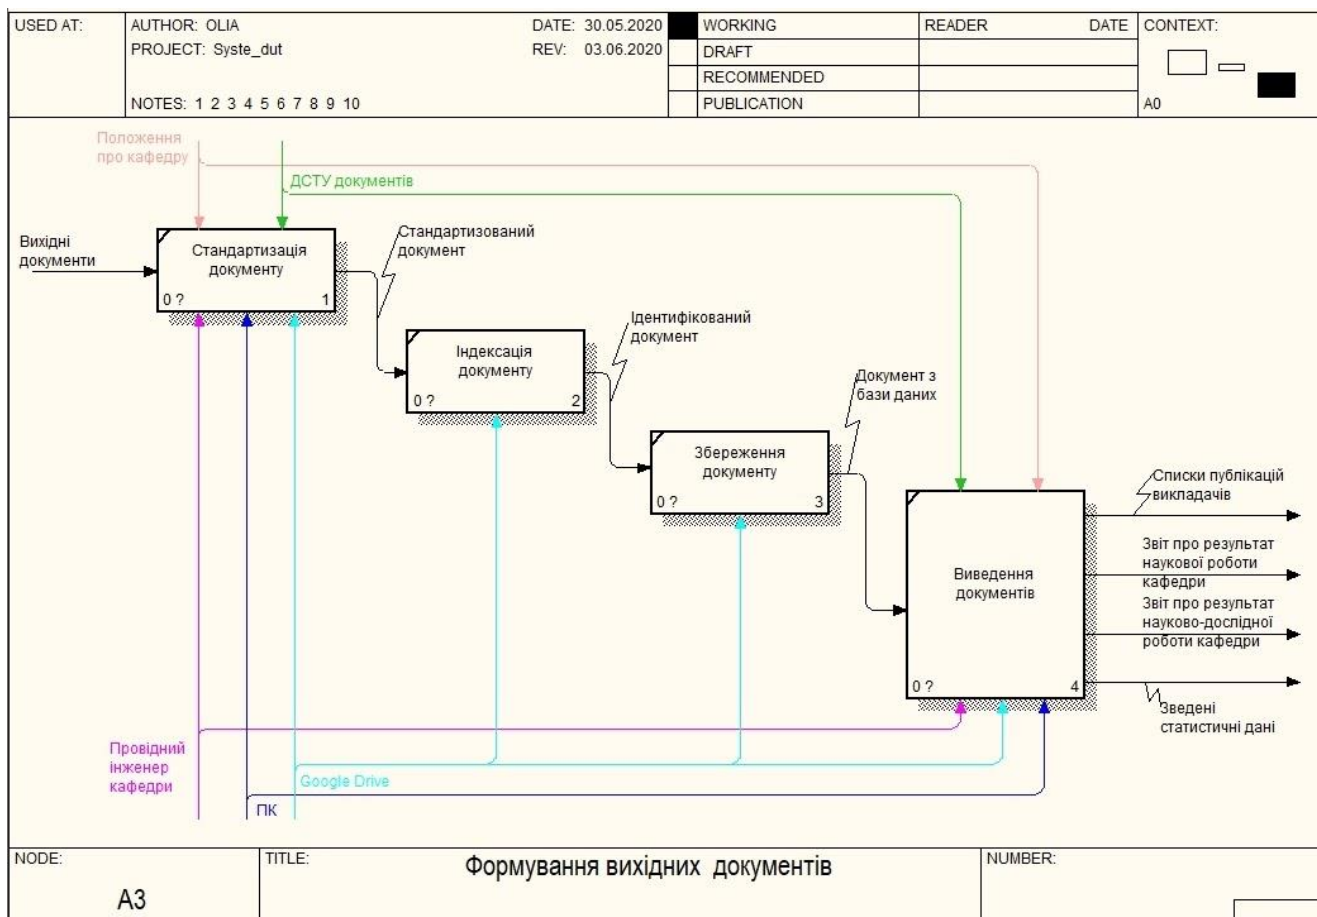 USED AT:
AUTHOR: OLIA
DATE: 30.05.2020
PROJECT: Syste_dut
REV: 03.06.2020
NOTES: 1 2 3 4 5 6 7 8 9 10
WORKING
DRAFT
RECOMMENDED
PUBLICATION
READER
DATE
CONTEXT:
A0
Положення
про кафедру
ДСТУ документів
Вихідні
документи
Стандартизація
документу
0 ?
1
Стандартизований
документ
Індексація
документу
0 ?
2
Ідентифікований
документ
Збереження
документу
0 ?
3
Документ з
бази даних
Виведення
документів
0 ?
4
Списки публікацій
викладачів
Звіт про результат
наукової роботи
кафедри
Звіт про результат
науково-дослідної
роботи кафедри
Зведені
статистичні дані
Провідний
інженер
кафедри
Google Drive
ПК
NODE:
A3
TITLE:
Формування вихідних документів
NUMBER: